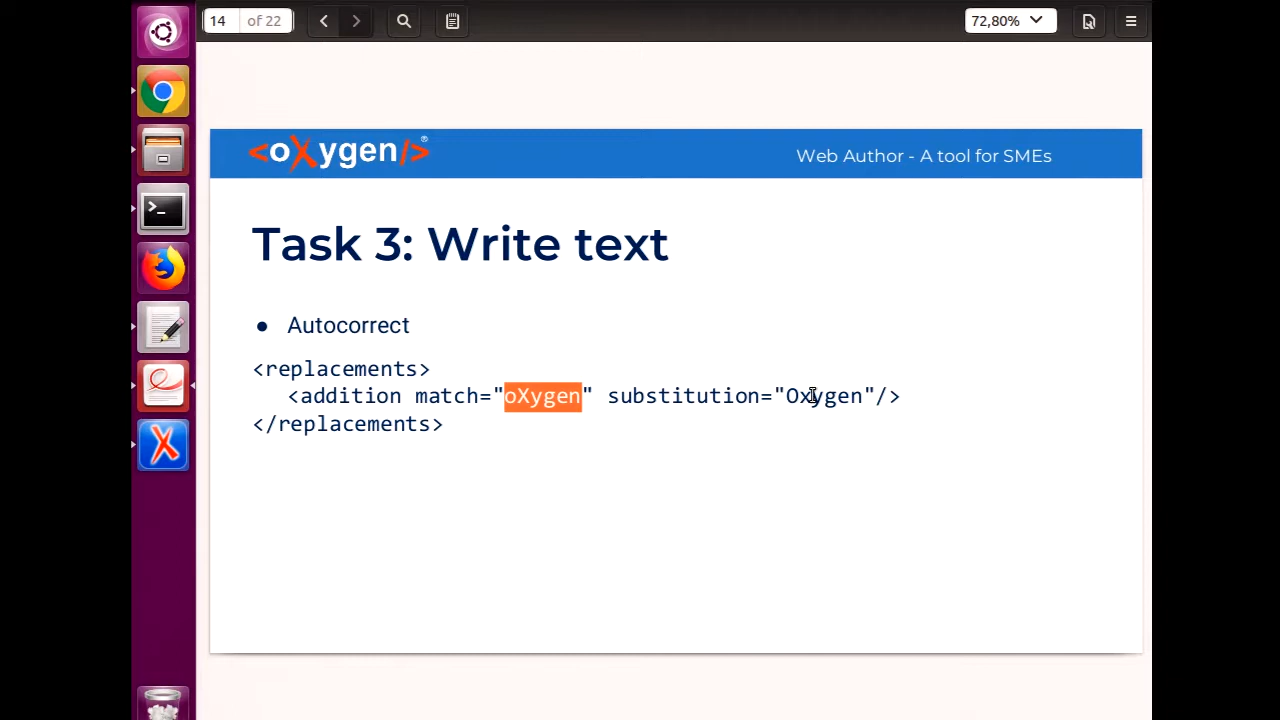 14 of 22
72,80%
<oXygen/>®
Web Author - A tool for SMEs
Task 3: Write text
● Autocorrect
<replacements>
<addition match="oXygen" substitution="Oxygen"/>
</replacements>